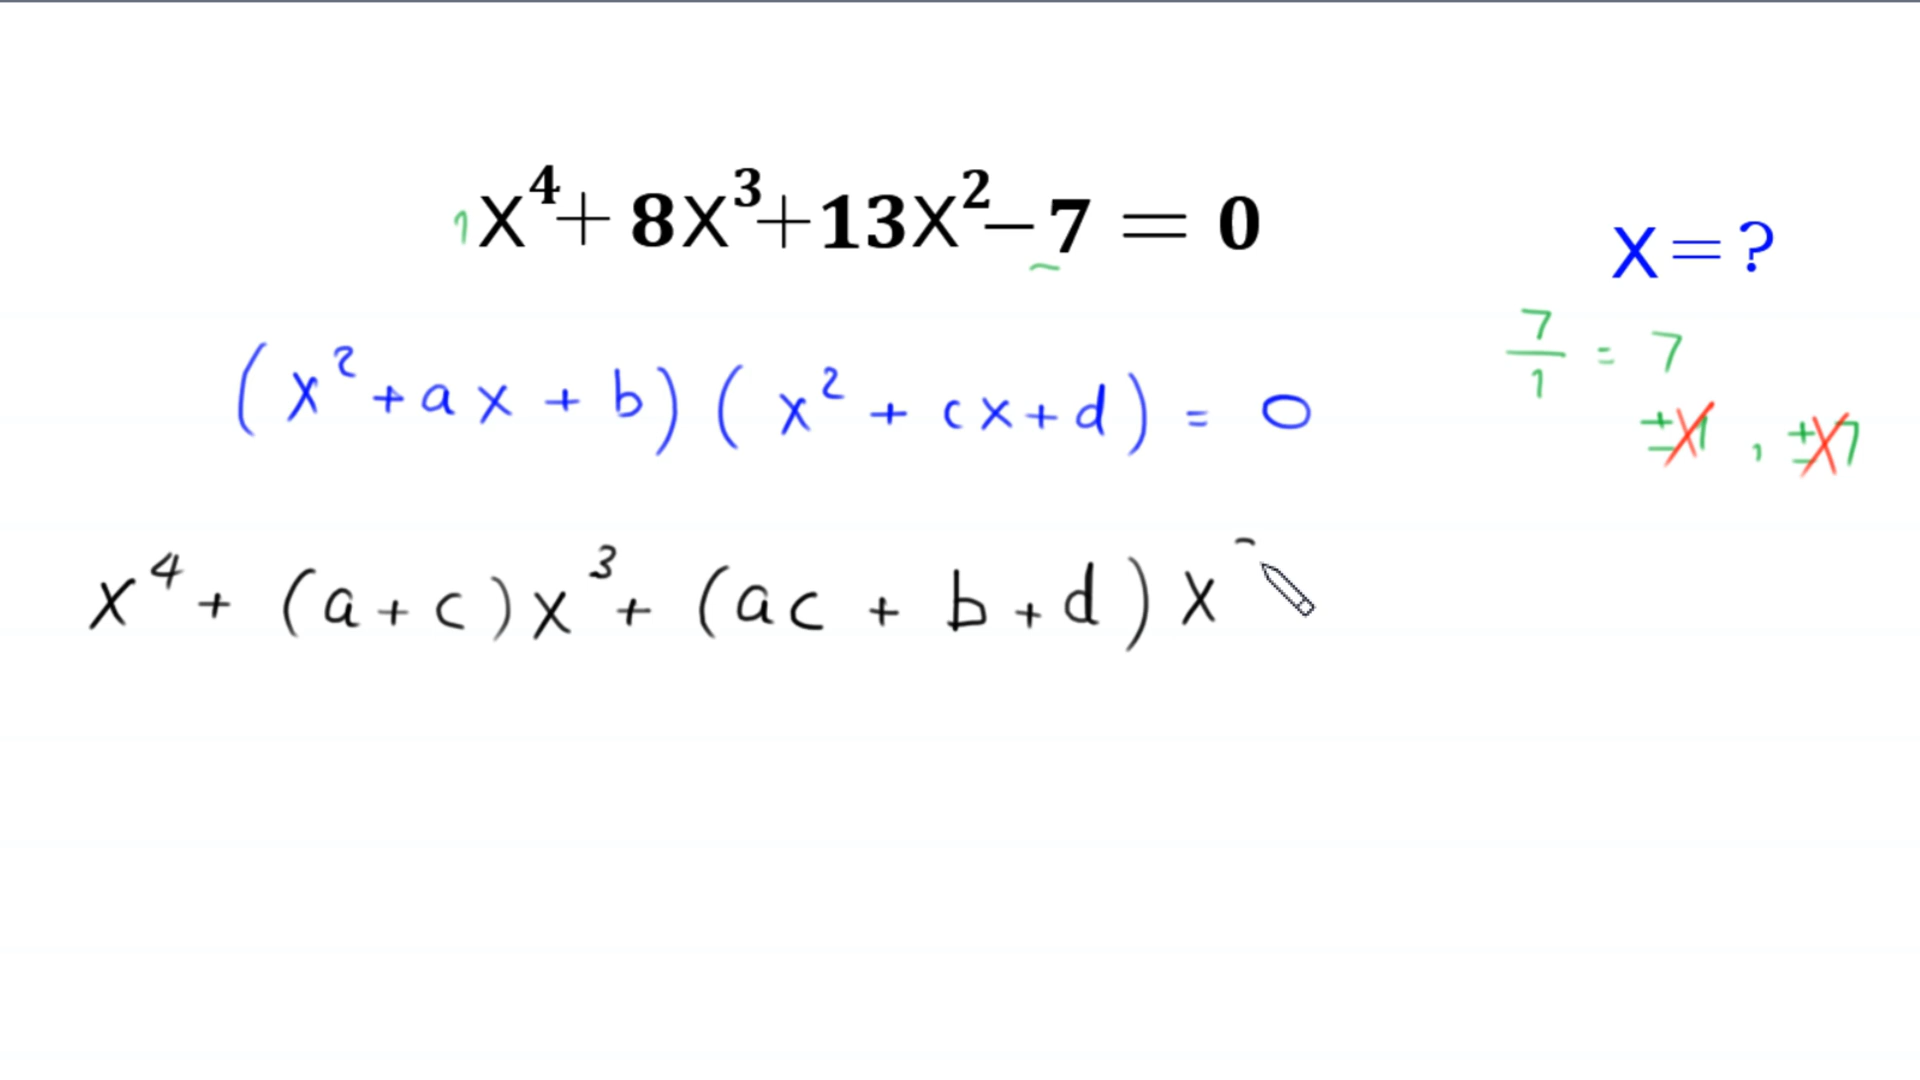 1x⁴ + 8x³ + 13x² − 7 = 0
x = ?
7/1 = 7
±1 , ±7
(x² + ax + b)(x² + cx + d) = 0
x⁴ + (a + c)x³ + (ac + b + d)x